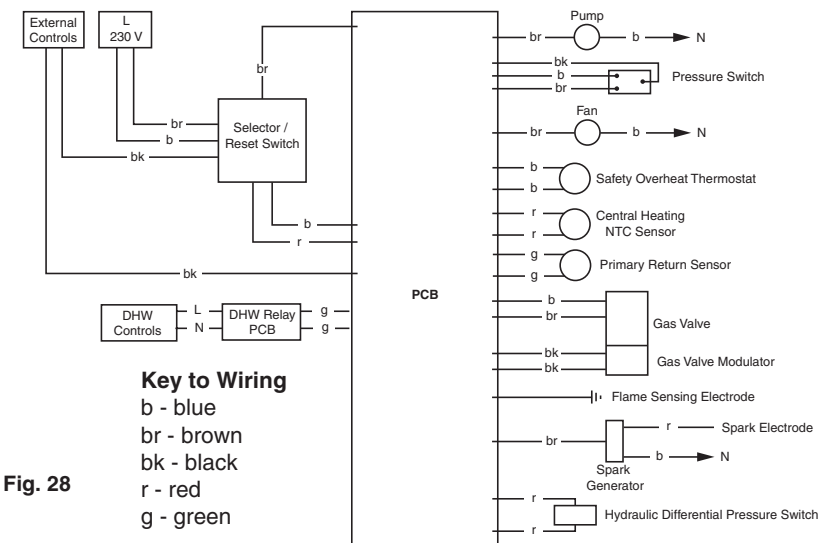 External
Controls
L
230 V
br
Selector /
Reset Switch
br
b
bk
b
r
bk
DHW
Controls
L
N
DHW Relay
PCB
g
g
Key to Wiring
b - blue
br - brown
bk - black
r - red
g - green
Fig. 28
PCB
Pump
br
b
N
bk
b
br
Pressure Switch
Fan
br
b
N
b
b
Safety Overheat Thermostat
r
r
Central Heating
NTC Sensor
g
g
Primary Return Sensor
b
br
Gas Valve
bk
bk
Gas Valve Modulator
Flame Sensing Electrode
br
r
Spark Electrode
b
N
Spark
Generator
r
r
Hydraulic Differential Pressure Switch